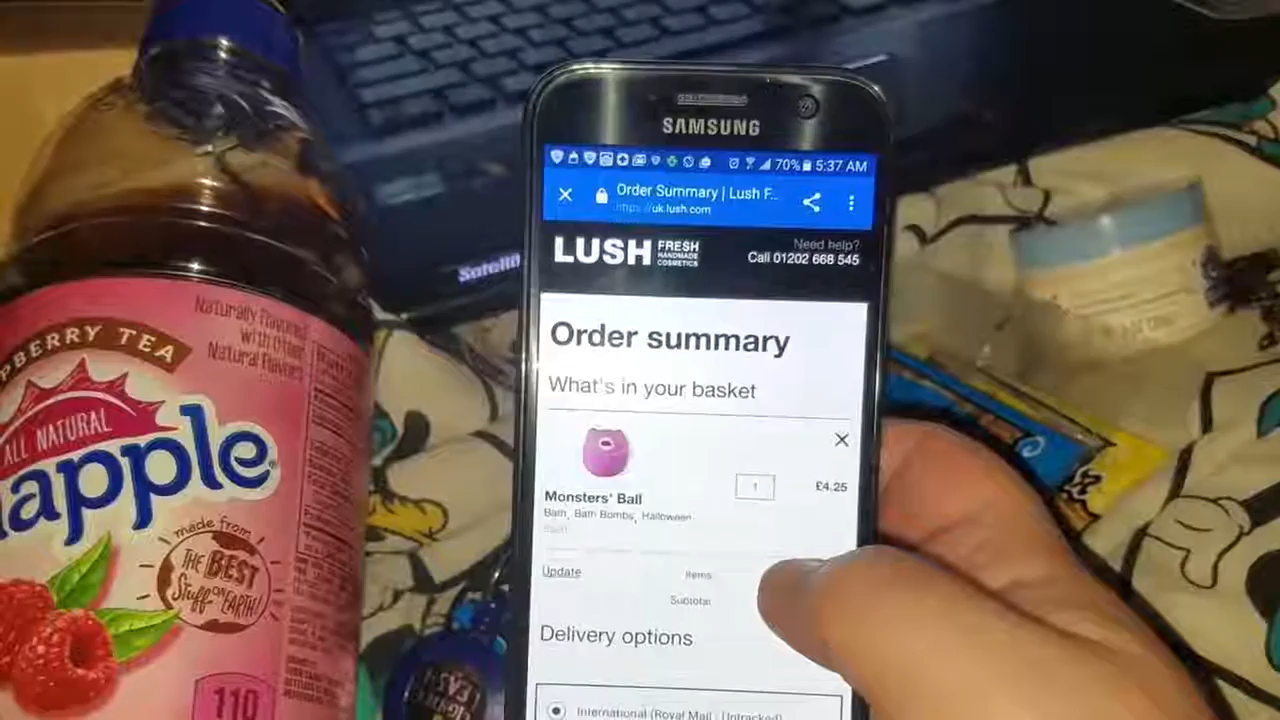 SAMSUNG
70% 5:37 AM
Order Summary | Lush F...
https://uk.lush.com
LUSH FRESH HANDMADE COSMETICS
Need help?
Call 01202 668 545
Order summary
What's in your basket
Monsters' Ball
1
£4.25
Bath, Bath Bombs, Halloween
Update
Items
Subtotal
Delivery options
International (Royal Mail - Untracked)
Satelli
PBERRY TEA
Naturally Flavored
With Other
Natural Flavors
ALL NATURAL
apple
made from
THE BEST
Stuff ON
EARTH!
110